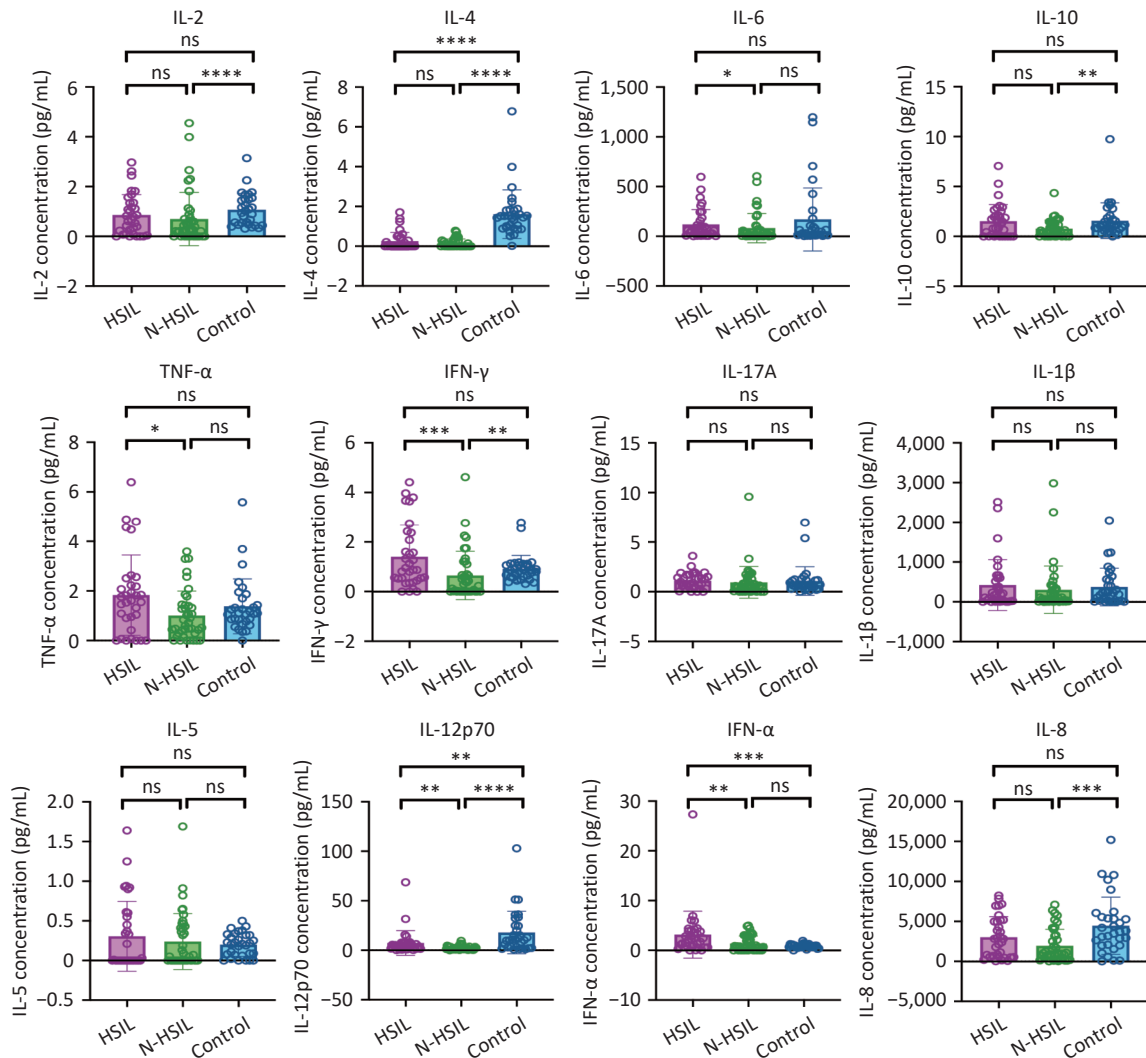 IL-2
ns
ns
****
IL-2 concentration (pg/mL)
6
4
2
0
−2
HSIL
N-HSIL
Control
IL-4
****
ns
****
IL-4 concentration (pg/mL)
8
6
4
2
0
−2
HSIL
N-HSIL
Control
IL-6
ns
*
ns
IL-6 concentration (pg/mL)
1,500
1,000
500
0
−500
HSIL
N-HSIL
Control
IL-10
ns
ns
**
IL-10 concentration (pg/mL)
15
10
5
0
−5
HSIL
N-HSIL
Control
TNF-α
ns
*
ns
TNF-α concentration (pg/mL)
8
6
4
2
0
HSIL
N-HSIL
Control
IFN-γ
ns
***
**
IFN-γ concentration (pg/mL)
6
4
2
0
−2
HSIL
N-HSIL
Control
IL-17A
ns
ns
ns
IL-17A concentration (pg/mL)
15
10
5
0
−5
HSIL
N-HSIL
Control
IL-1β
ns
ns
ns
IL-1β concentration (pg/mL)
4,000
3,000
2,000
1,000
0
−1,000
HSIL
N-HSIL
Control
IL-5
ns
ns
ns
IL-5 concentration (pg/mL)
2.0
1.5
1.0
0.5
0
−0.5
HSIL
N-HSIL
Control
IL-12p70
**
**
****
IL-12p70 concentration (pg/mL)
150
100
50
0
−50
HSIL
N-HSIL
Control
IFN-α
***
**
ns
IFN-α concentration (pg/mL)
30
20
10
0
−10
HSIL
N-HSIL
Control
IL-8
ns
ns
***
IL-8 concentration (pg/mL)
20,000
15,000
10,000
5,000
0
−5,000
HSIL
N-HSIL
Control